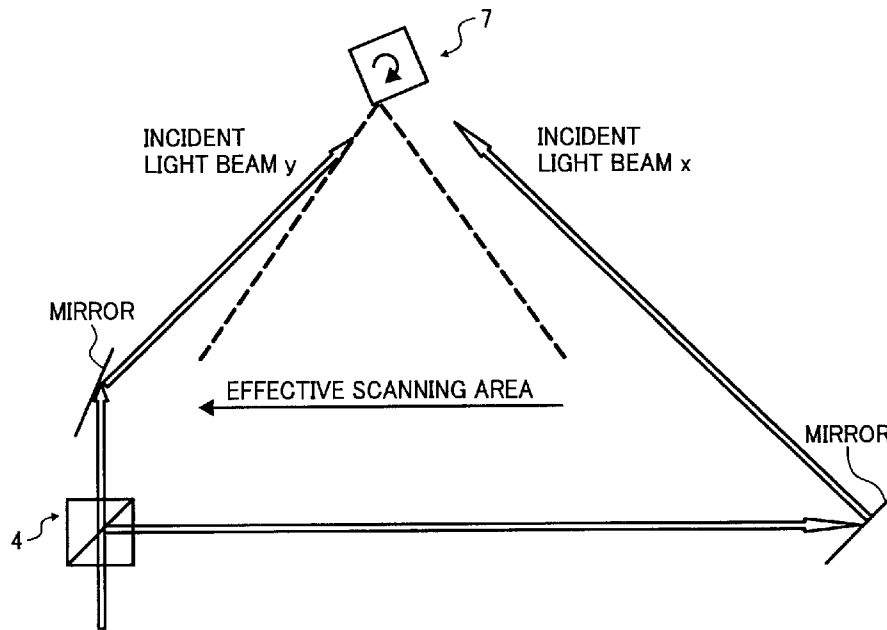 7
INCIDENT
LIGHT BEAM y
INCIDENT
LIGHT BEAM x
MIRROR
EFFECTIVE SCANNING AREA
MIRROR
4